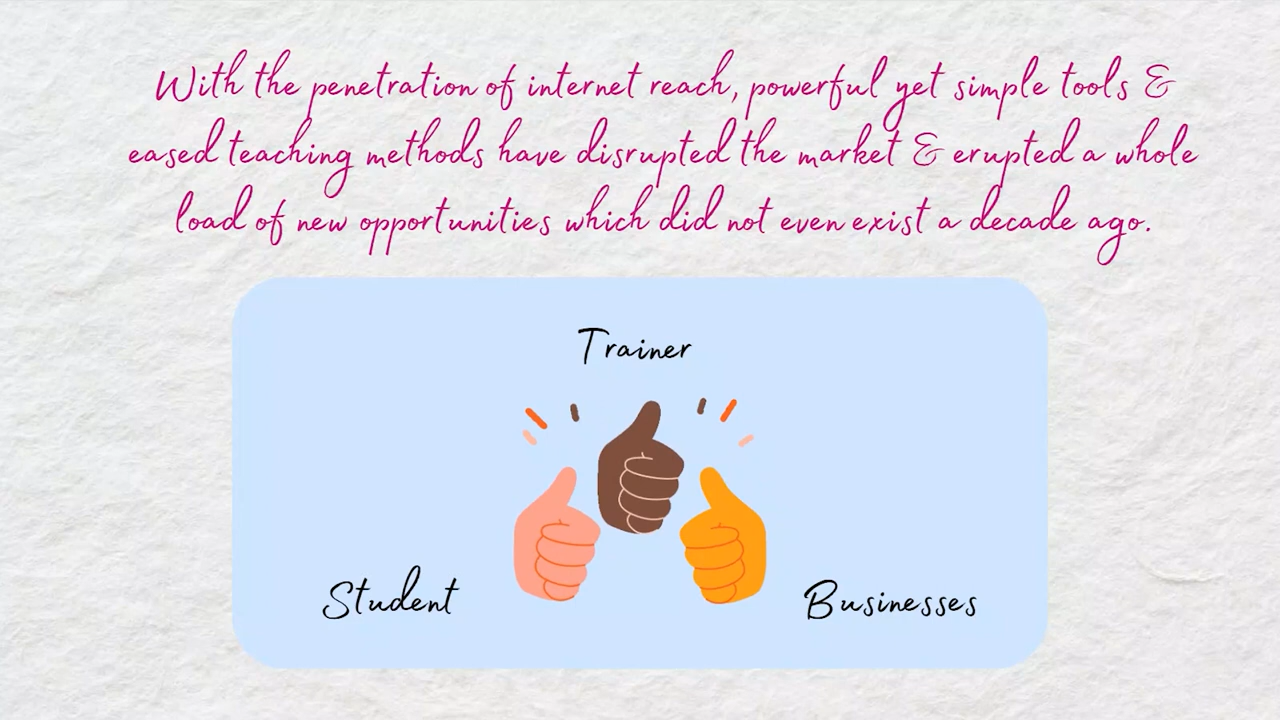 With the penetration of internet reach, powerful yet simple tools &
eased teaching methods have disrupted the market & erupted a whole
load of new opportunities which did not even exist a decade ago.
Trainer
Student
Businesses